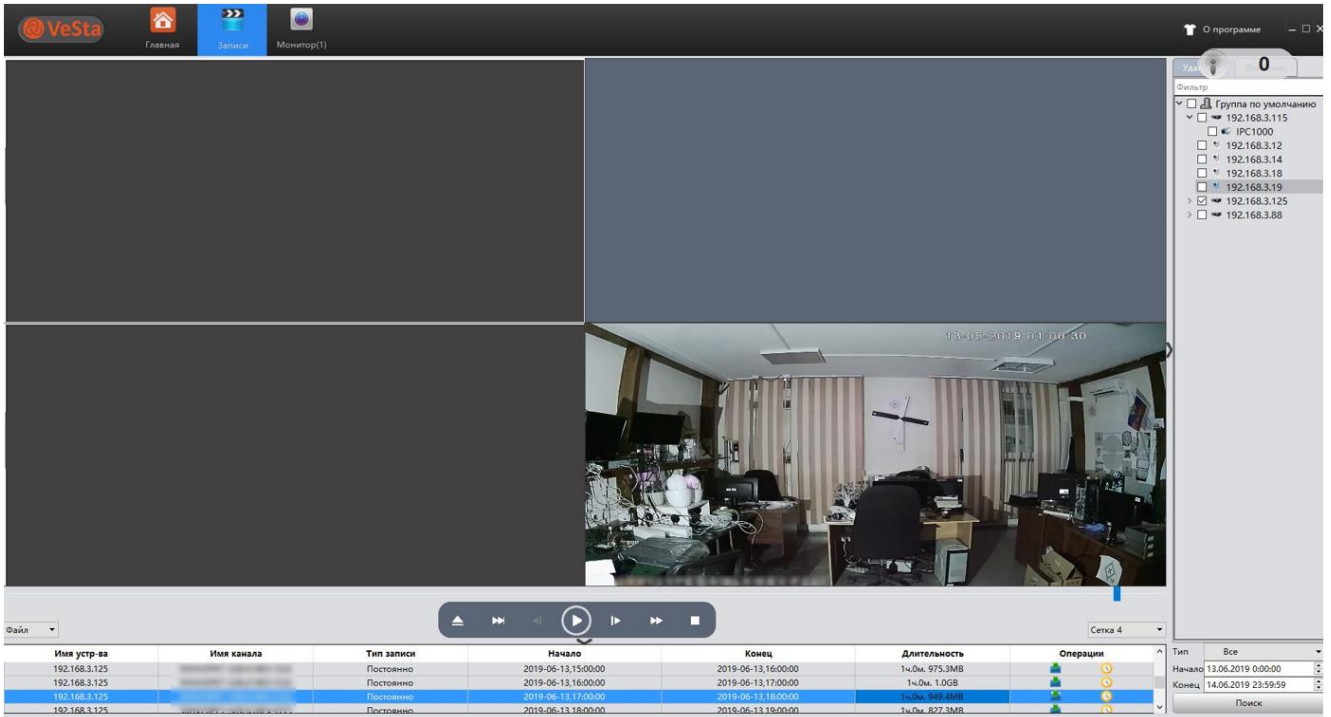 VeSta
Главная
Записи
Монитор(1)
О программе
0
Фильтр
Группа по умолчанию
192.168.3.115
IPC1000
192.168.3.12
192.168.3.14
192.168.3.18
192.168.3.19
192.168.3.125
192.168.3.88
Файл
Сетка 4
Имя устр-ва Имя канала Тип записи Начало Конец Длительность Операции
192.168.3.125 Постоянно 2019-06-13,15:00:00 2019-06-13,16:00:00 1ч.0м. 975.3MB
192.168.3.125 Постоянно 2019-06-13,16:00:00 2019-06-13,17:00:00 1ч.0м. 1.0GB
192.168.3.125 Постоянно 2019-06-13,17:00:00 2019-06-13,18:00:00 1ч.0м. 949.4MB
192.168.3.125 Постоянно 2019-06-13,18:00:00 2019-06-13,19:00:00 1ч.0м. 827.3MB
Тип Все
Начало 13.06.2019 0:00:00
Конец 14.06.2019 23:59:59
Поиск